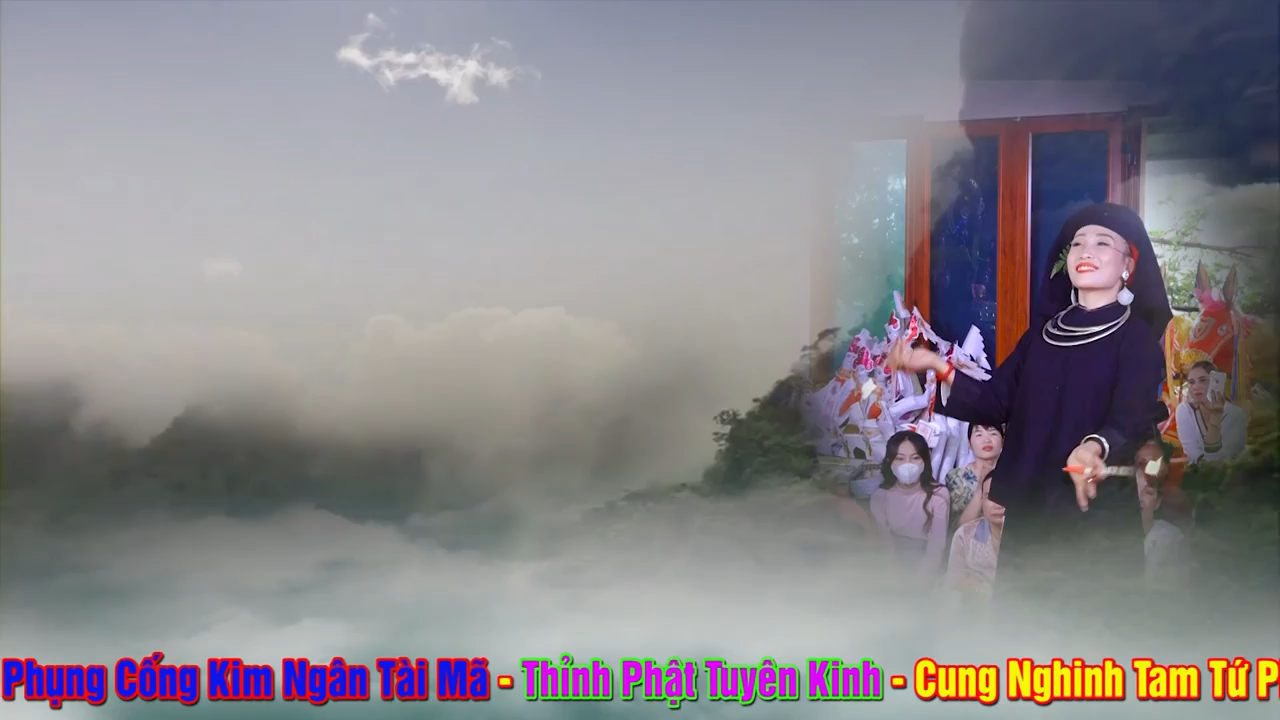 Phụng Cống Kim Ngân Tài Mã - Thỉnh Phật Tuyên Kinh - Cung Nghinh Tam Tứ P